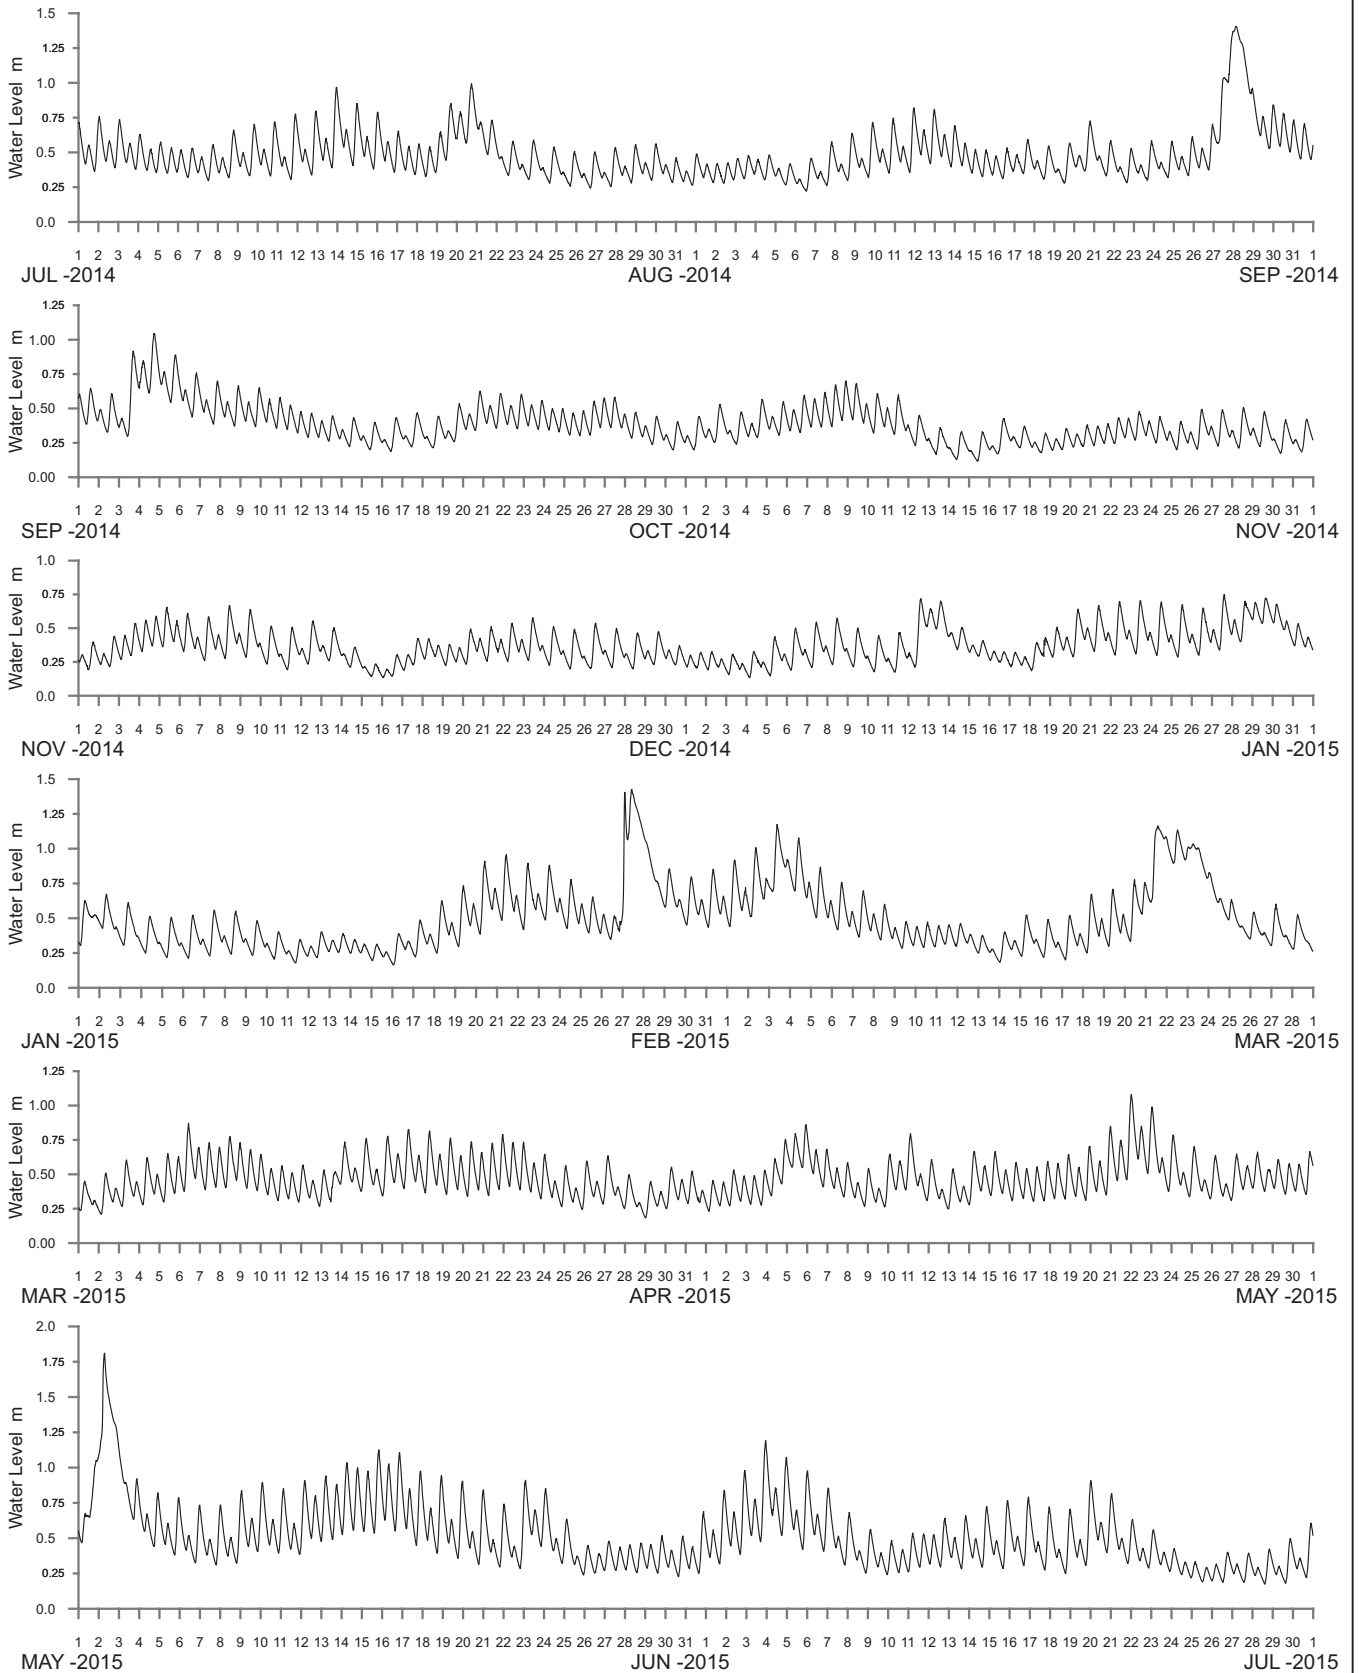 1.5
1.25
1.0
0.75
0.5
0.25
0.0
Water Level m
1 2 3 4 5 6 7 8 9 10 11 12 13 14 15 16 17 18 19 20 21 22 23 24 25 26 27 28 29 30 31 1 2 3 4 5 6 7 8 9 10 11 12 13 14 15 16 17 18 19 20 21 22 23 24 25 26 27 28 29 30 31 1
JUL -2014 AUG -2014 SEP -2014
1.25
1.00
0.75
0.50
0.25
0.00
Water Level m
1 2 3 4 5 6 7 8 9 10 11 12 13 14 15 16 17 18 19 20 21 22 23 24 25 26 27 28 29 30 1 2 3 4 5 6 7 8 9 10 11 12 13 14 15 16 17 18 19 20 21 22 23 24 25 26 27 28 29 30 31 1
SEP -2014 OCT -2014 NOV -2014
1.0
0.75
0.5
0.25
0.0
Water Level m
1 2 3 4 5 6 7 8 9 10 11 12 13 14 15 16 17 18 19 20 21 22 23 24 25 26 27 28 29 30 1 2 3 4 5 6 7 8 9 10 11 12 13 14 15 16 17 18 19 20 21 22 23 24 25 26 27 28 29 30 31 1
NOV -2014 DEC -2014 JAN -2015
1.5
1.25
1.0
0.75
0.5
0.25
0.0
Water Level m
1 2 3 4 5 6 7 8 9 10 11 12 13 14 15 16 17 18 19 20 21 22 23 24 25 26 27 28 29 30 31 1 2 3 4 5 6 7 8 9 10 11 12 13 14 15 16 17 18 19 20 21 22 23 24 25 26 27 28 1
JAN -2015 FEB -2015 MAR -2015
1.25
1.00
0.75
0.50
0.25
0.00
Water Level m
1 2 3 4 5 6 7 8 9 10 11 12 13 14 15 16 17 18 19 20 21 22 23 24 25 26 27 28 29 30 31 1 2 3 4 5 6 7 8 9 10 11 12 13 14 15 16 17 18 19 20 21 22 23 24 25 26 27 28 29 30 1
MAR -2015 APR -2015 MAY -2015
2.0
1.75
1.5
1.25
1.0
0.75
0.5
0.25
0.0
Water Level m
1 2 3 4 5 6 7 8 9 10 11 12 13 14 15 16 17 18 19 20 21 22 23 24 25 26 27 28 29 30 31 1 2 3 4 5 6 7 8 9 10 11 12 13 14 15 16 17 18 19 20 21 22 23 24 25 26 27 28 29 30 1
MAY -2015 JUN -2015 JUL -2015